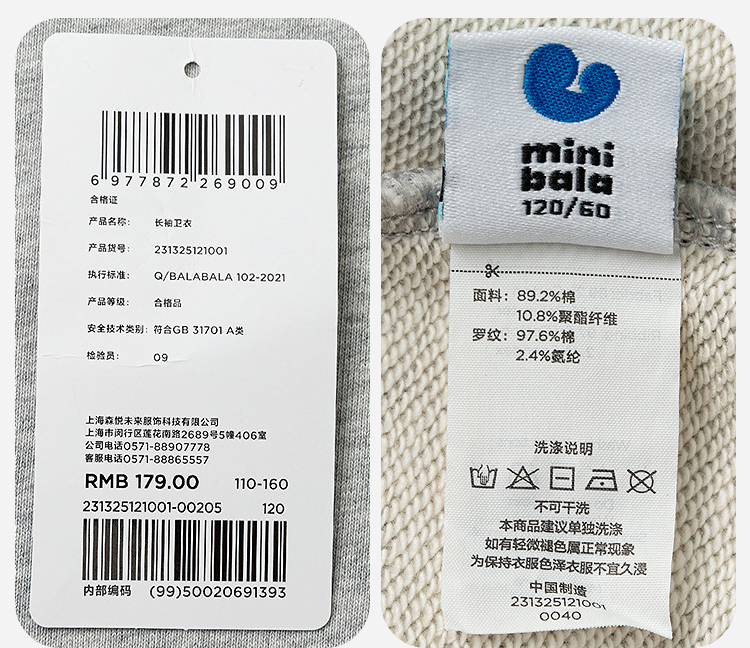 6 977872 269009
合格证
产品名称： 长袖卫衣
产品货号： 231325121001
执行标准： Q/BALABALA 102-2021
产品等级： 合格品
安全技术类别：符合GB 31701 A类
检验员： 09
上海森悦未来服饰科技有限公司
上海市闵行区莲花南路2689号5幢406室
公司电话0571-88907778
客服电话0571-88865557
RMB 179.00 110-160
231325121001-00205 120
内部编码 (99)50020691393
mini
bala
120/60
面料：89.2%棉
10.8%聚酯纤维
罗纹：97.6%棉
2.4%氨纶
洗涤说明
不可干洗
本商品建议单独洗涤
如有轻微褪色属正常现象
为保持衣服色泽衣服不宜久浸
中国制造
231325121001
0040